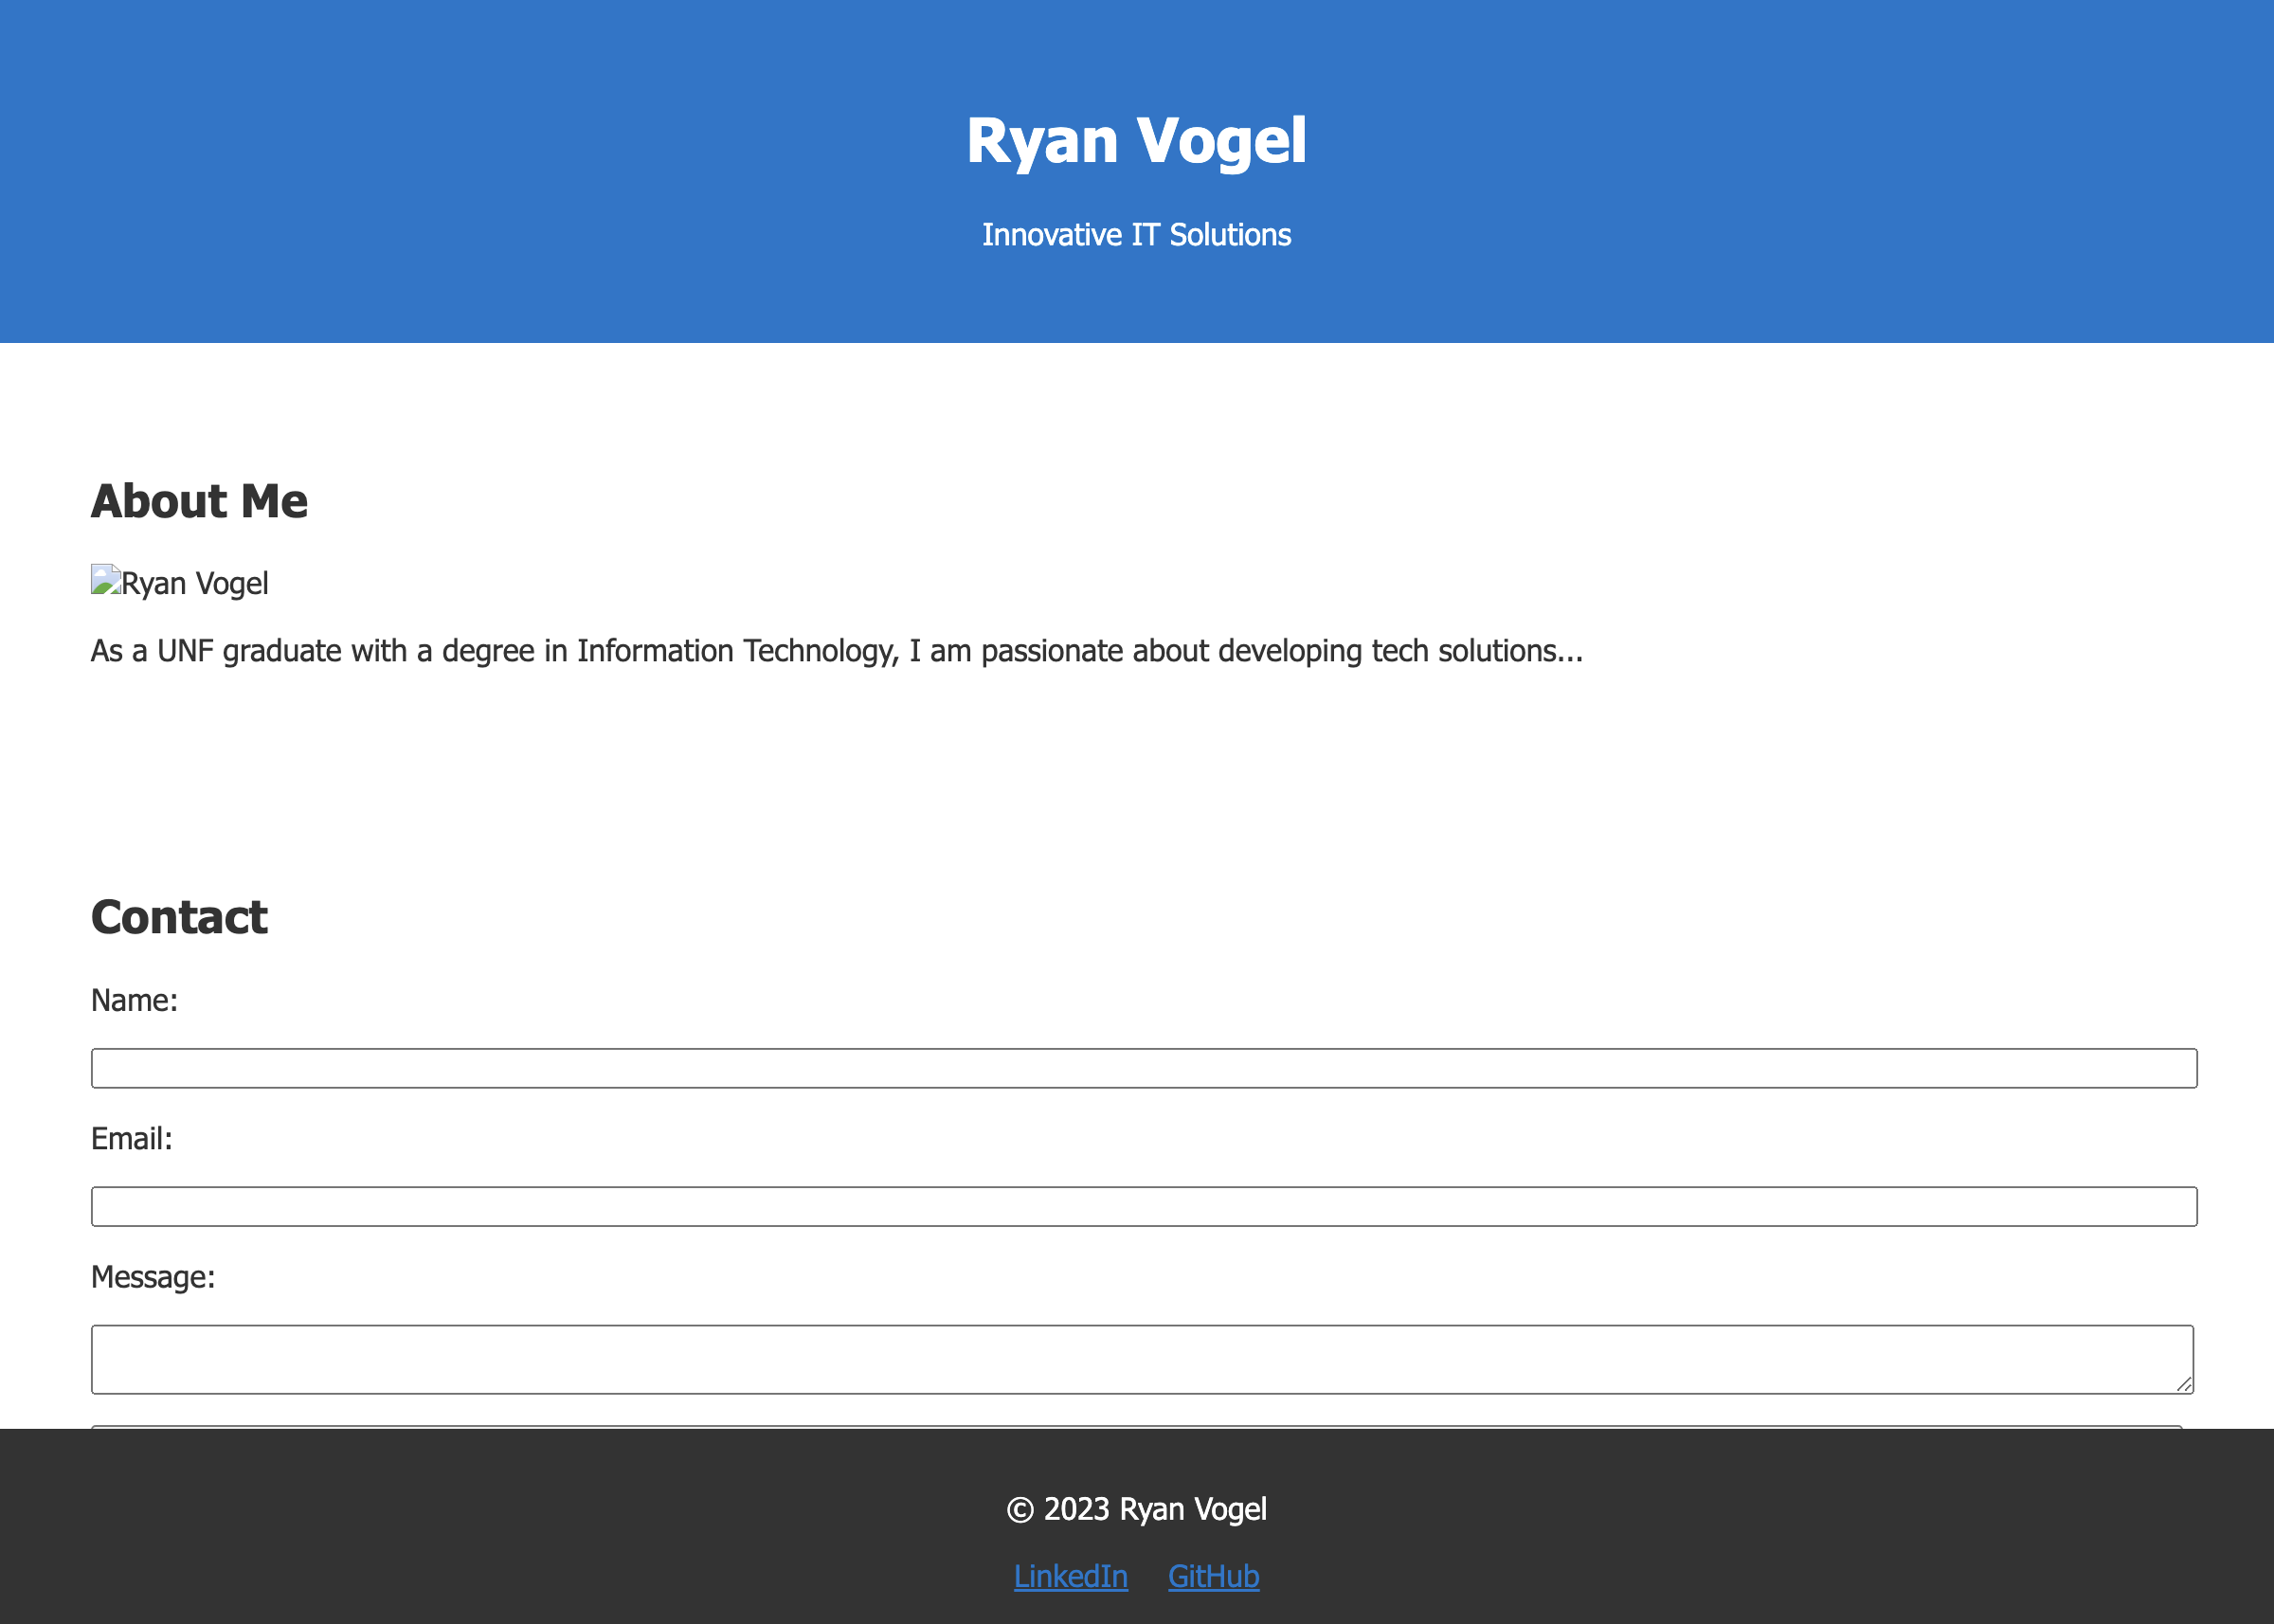 Ryan Vogel
Innovative IT Solutions
About Me
Ryan Vogel
As a UNF graduate with a degree in Information Technology, I am passionate about developing tech solutions...
Contact
Name:
Email:
Message:
© 2023 Ryan Vogel
LinkedIn GitHub